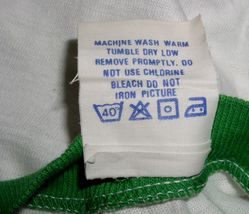 MACHINE WASH WARM
TUMBLE DRY LOW
REMOVE PROMPTLY. DO
NOT USE CHLORINE
BLEACH DO NOT
IRON PICTURE
40